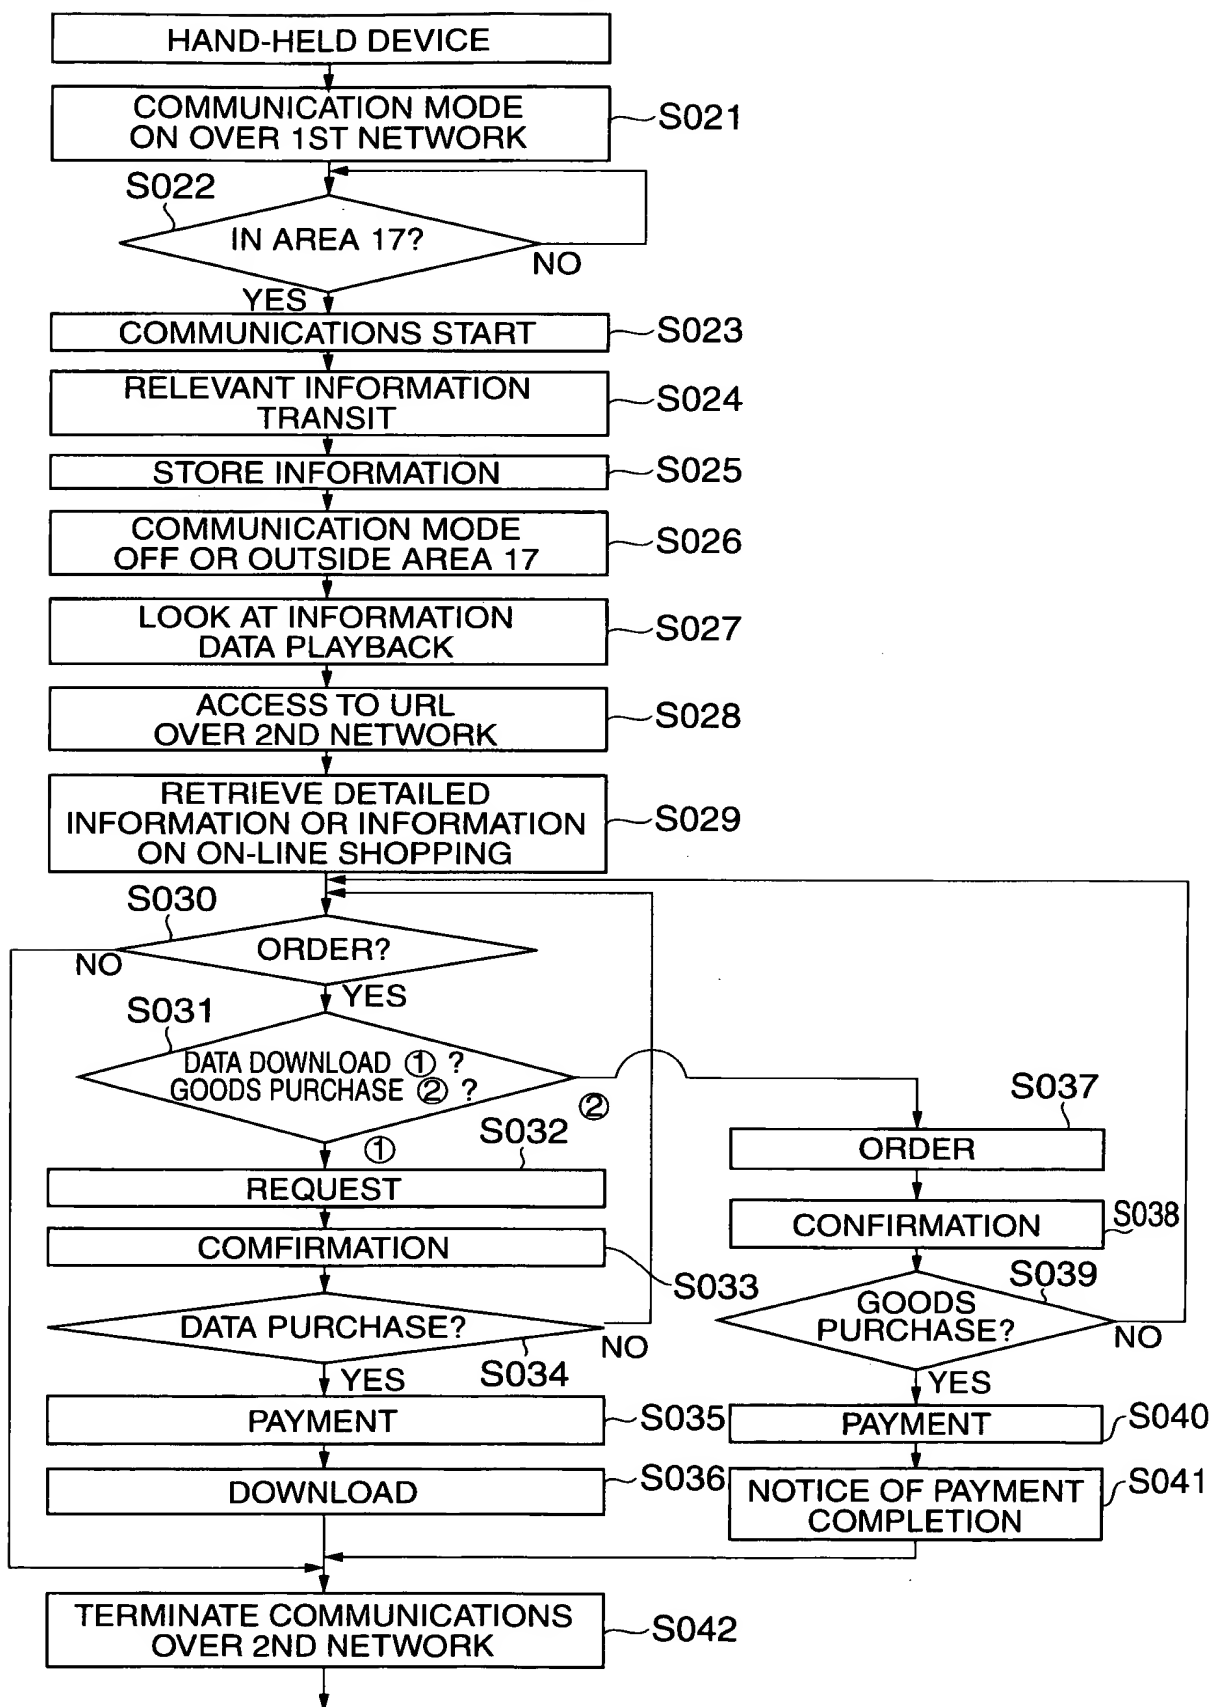 HAND-HELD DEVICE
COMMUNICATION MODE
ON OVER 1ST NETWORK
S021
S022
IN AREA 17?
NO
YES
COMMUNICATIONS START
S023
RELEVANT INFORMATION
TRANSIT
S024
STORE INFORMATION
S025
COMMUNICATION MODE
OFF OR OUTSIDE AREA 17
S026
LOOK AT INFORMATION
DATA PLAYBACK
S027
ACCESS TO URL
OVER 2ND NETWORK
S028
RETRIEVE DETAILED
INFORMATION OR INFORMATION
ON ON-LINE SHOPPING
S029
S030
ORDER?
NO
YES
S031
DATA DOWNLOAD ① ?
GOODS PURCHASE ② ?
②
①
S032
REQUEST
COMFIRMATION
S033
DATA PURCHASE?
NO
S034
YES
PAYMENT
S035
DOWNLOAD
S036
S037
ORDER
CONFIRMATION
S038
S039
GOODS
PURCHASE?
NO
YES
PAYMENT
S040
NOTICE OF PAYMENT
COMPLETION
S041
TERMINATE COMMUNICATIONS
OVER 2ND NETWORK
S042